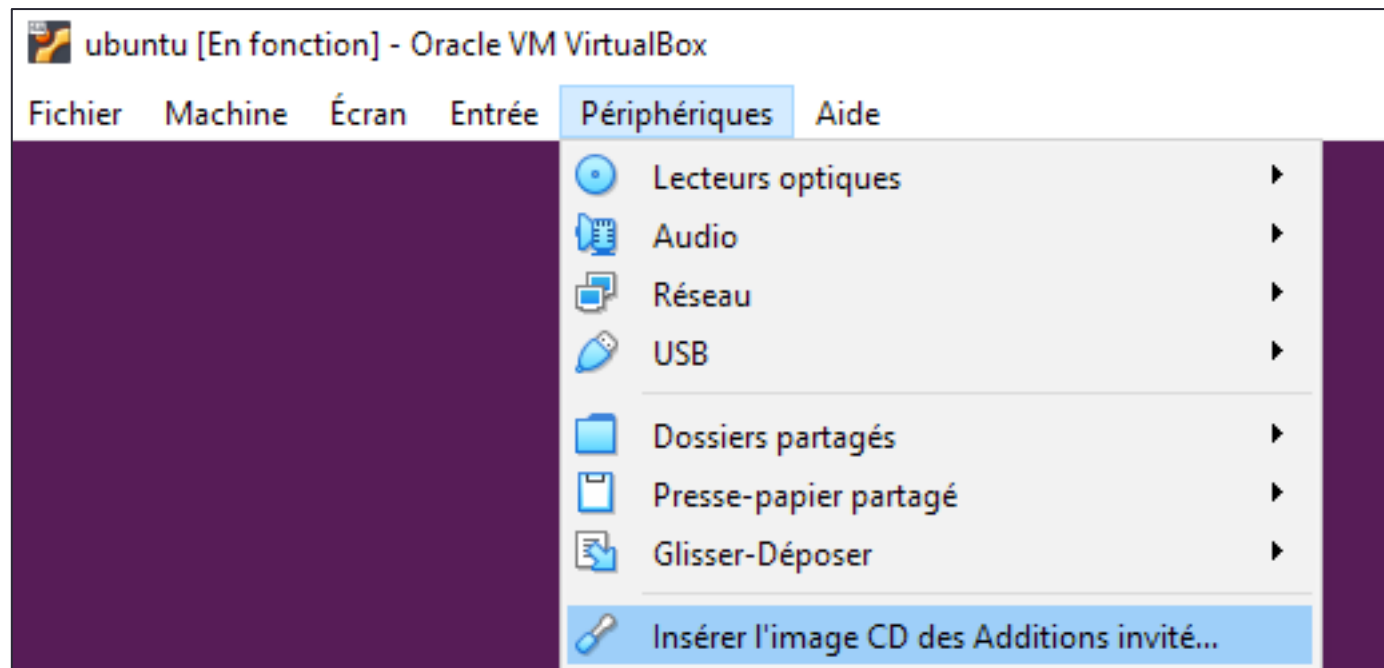 ubuntu [En fonction] - Oracle VM VirtualBox
Fichier Machine Écran Entrée Périphériques Aide
Lecteurs optiques
Audio
Réseau
USB
Dossiers partagés
Presse-papier partagé
Glisser-Déposer
Insérer l'image CD des Additions invité...